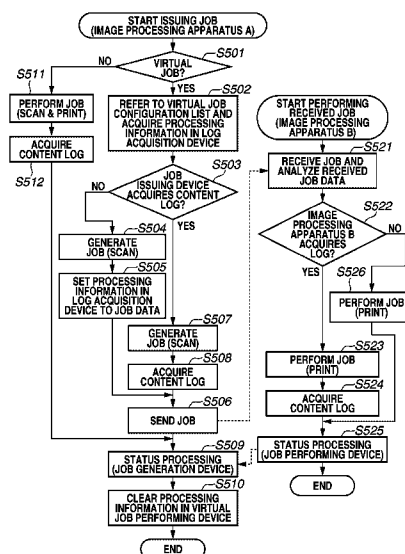 START ISSUING JOB
(IMAGE PROCESSING APPARATUS A)
S501
VIRTUAL
JOB?
NO
YES
S511
PERFORM JOB
(SCAN & PRINT)
ACQUIRE
CONTENT LOG
S512
S502
REFER TO VIRTUAL JOB
CONFIGURATION LIST AND
ACQUIRE PROCESSING
INFORMATION IN LOG
ACQUISITION DEVICE
S503
JOB
ISSUING DEVICE
ACQUIRES CONTENT
LOG?
NO
YES
S504
GENERATE
JOB (SCAN)
S505
SET PROCESSING
INFORMATION IN
LOG ACQUISITION
DEVICE TO JOB DATA
S507
GENERATE
JOB (SCAN)
S508
ACQUIRE
CONTENT LOG
S506
SEND JOB
S509
STATUS PROCESSING
(JOB GENERATION DEVICE)
S510
CLEAR PROCESSING
INFORMATION IN VIRTUAL
JOB PERFORMING DEVICE
END
START PERFORMING
RECEIVED JOB
(IMAGE PROCESSING
APPARATUS B)
S521
RECEIVE JOB AND
ANALYZE RECEIVED
JOB DATA
S522
IMAGE
PROCESSING
APPARATUS B
ACQUIRES
LOG?
NO
YES
S526
PERFORM JOB
(PRINT)
S523
PERFORM JOB
(PRINT)
S524
ACQUIRE
CONTENT LOG
S525
STATUS PROCESSING
(JOB PERFORMING DEVICE)
END